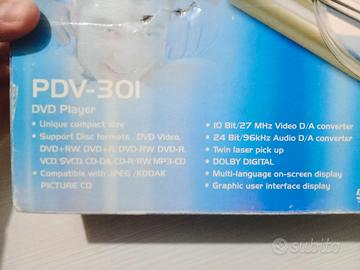 PDV-301
DVD Player
• Unique compact size
• Support Disc formats : DVD Video,
DVD+RW, DVD+R, DVD-RW, DVD-R,
VCD/SVCD, CD-DA, CD-R/RW, MP3-CD
• Compatible with JPEG /KODAK
PICTURE CD
• 10 Bit/27 MHz Video D/A converter
• 24 Bit/96kHz Audio D/A converter
• Twin laser pick up
• DOLBY DIGITAL
• Multi-language on-screen display
• Graphic user interface display
subito